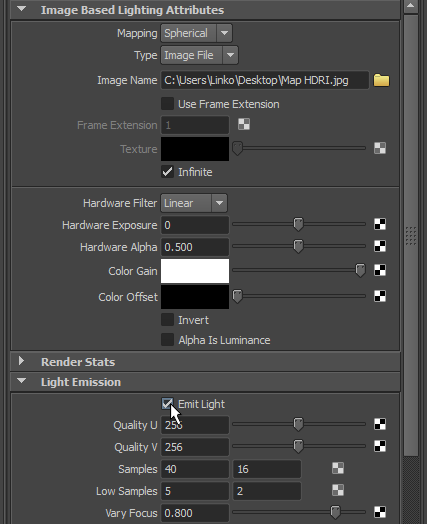 Image Based Lighting Attributes
Mapping Spherical
Type Image File
Image Name C:\Users\Linko\Desktop\Map HDRI.jpg
Use Frame Extension
Frame Extension 1
Texture
Infinite
Hardware Filter Linear
Hardware Exposure 0
Hardware Alpha 0.500
Color Gain
Color Offset
Invert
Alpha Is Luminance
Render Stats
Light Emission
Emit Light
Quality U 256
Quality V 256
Samples 40 16
Low Samples 5 2
Vary Focus 0.800